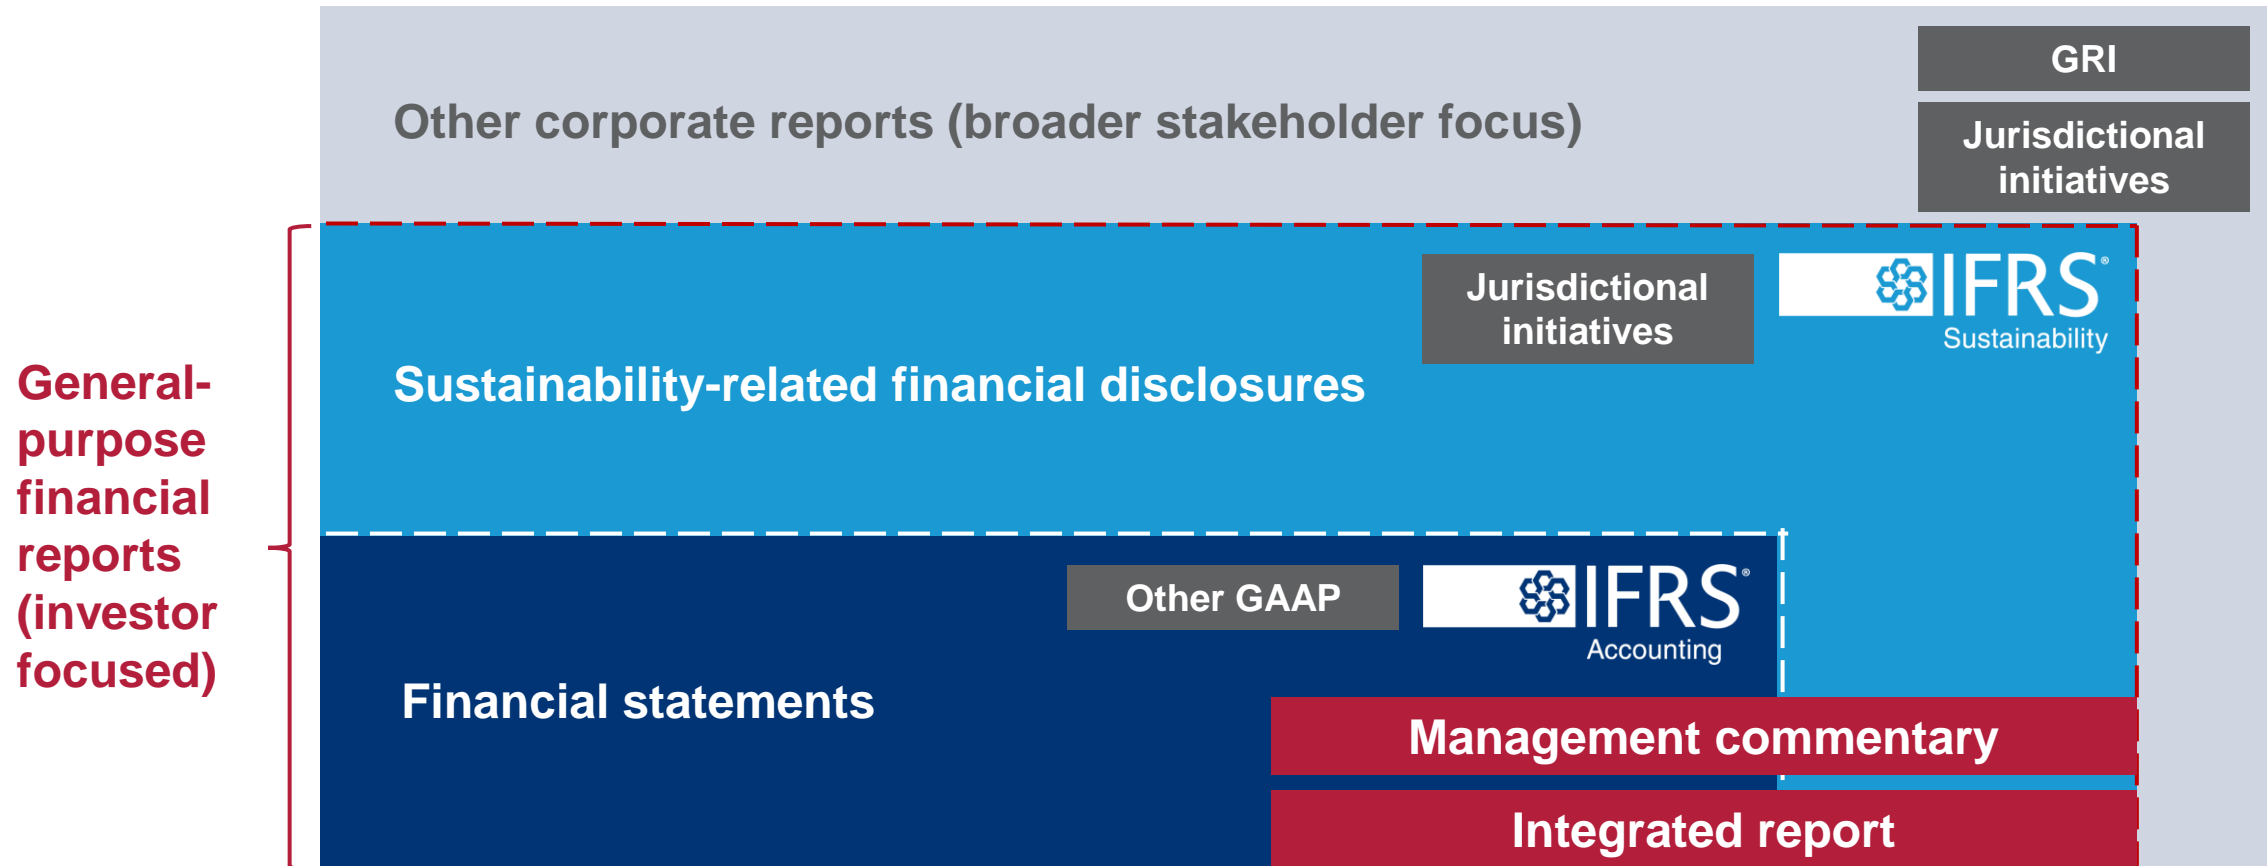 GRI
Other corporate reports (broader stakeholder focus)
Jurisdictional
initiatives
General-
purpose
financial
reports
(investor
focused)
Jurisdictional
initiatives
IFRS®
Sustainability
Sustainability-related financial disclosures
Other GAAP
IFRS®
Accounting
Financial statements
Management commentary
Integrated report